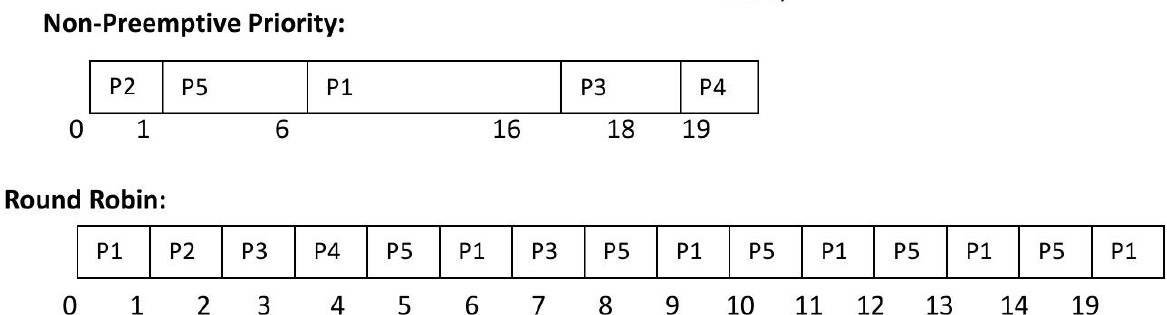 Non-Preemptive Priority:
P2 P5 P1 P3 P4
0 1 6 16 18 19
Round Robin:
P1 P2 P3 P4 P5 P1 P3 P5 P1 P5 P1 P5 P1 P5 P1
0 1 2 3 4 5 6 7 8 9 10 11 12 13 14 19